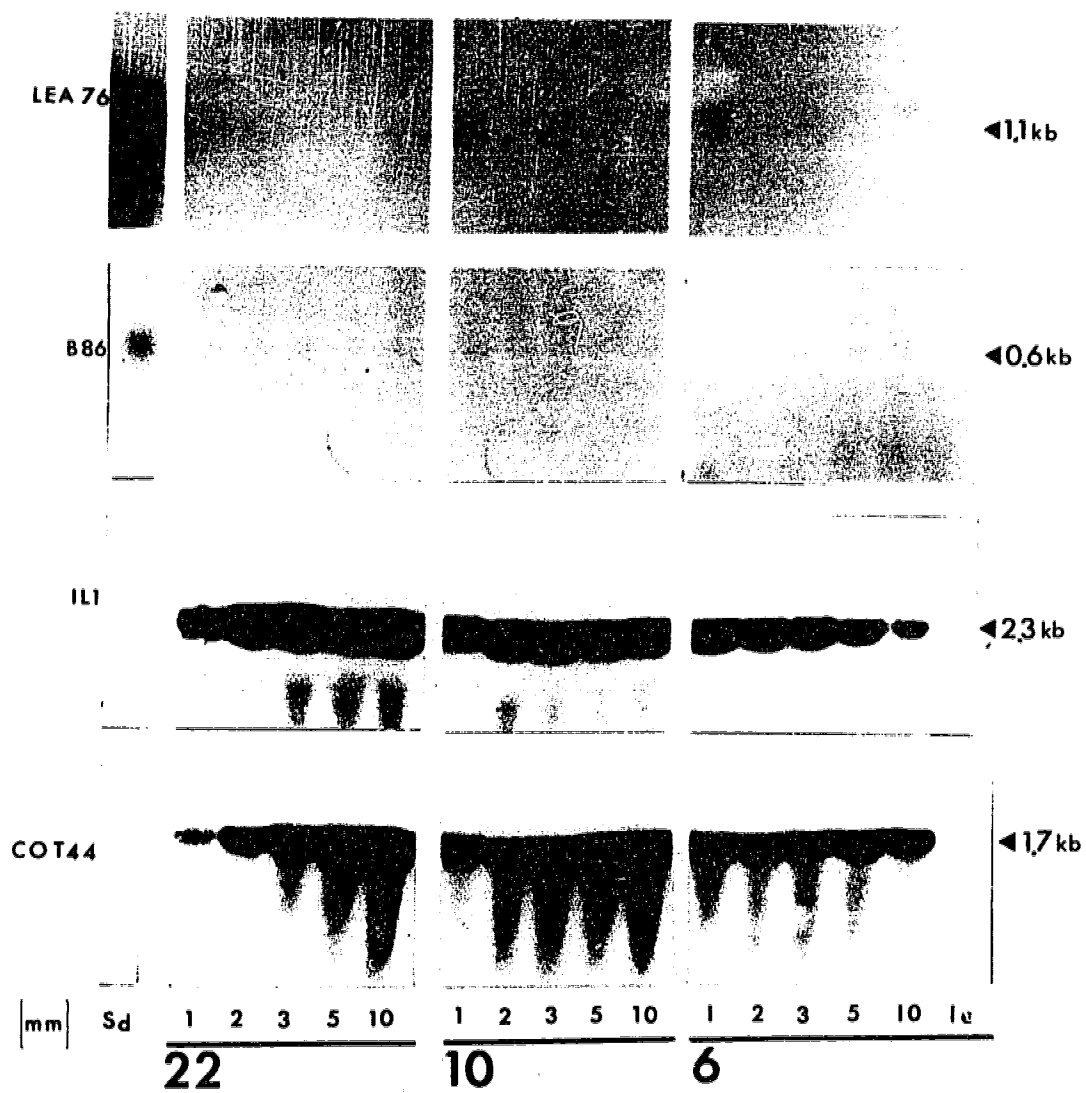 LEA 76
◄1,1 kb
B86
◄0,6 kb
IL1
◄2,3 kb
COT44
◄1,7 kb
(mm) Sd 1 2 3 5 10 1 2 3 5 10 1 2 3 5 10
22 10 6